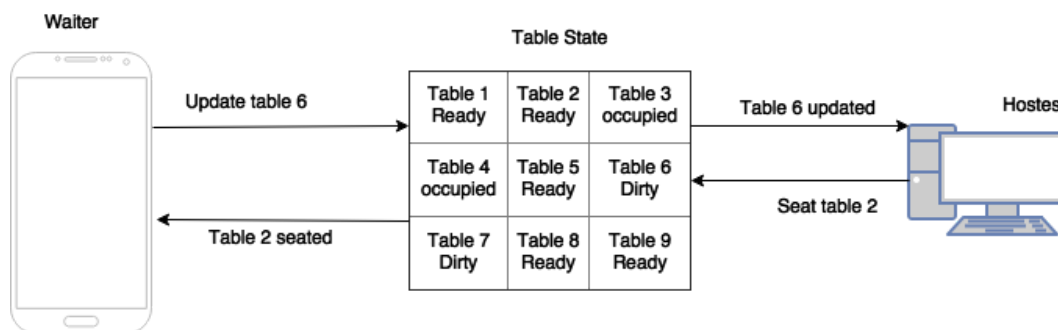 Waiter
Table State
Update table 6
Table 1
Ready
Table 2
Ready
Table 3
occupied
Table 6 updated
Hostes
Table 4
occupied
Table 5
Ready
Table 6
Dirty
Seat table 2
Table 2 seated
Table 7
Dirty
Table 8
Ready
Table 9
Ready